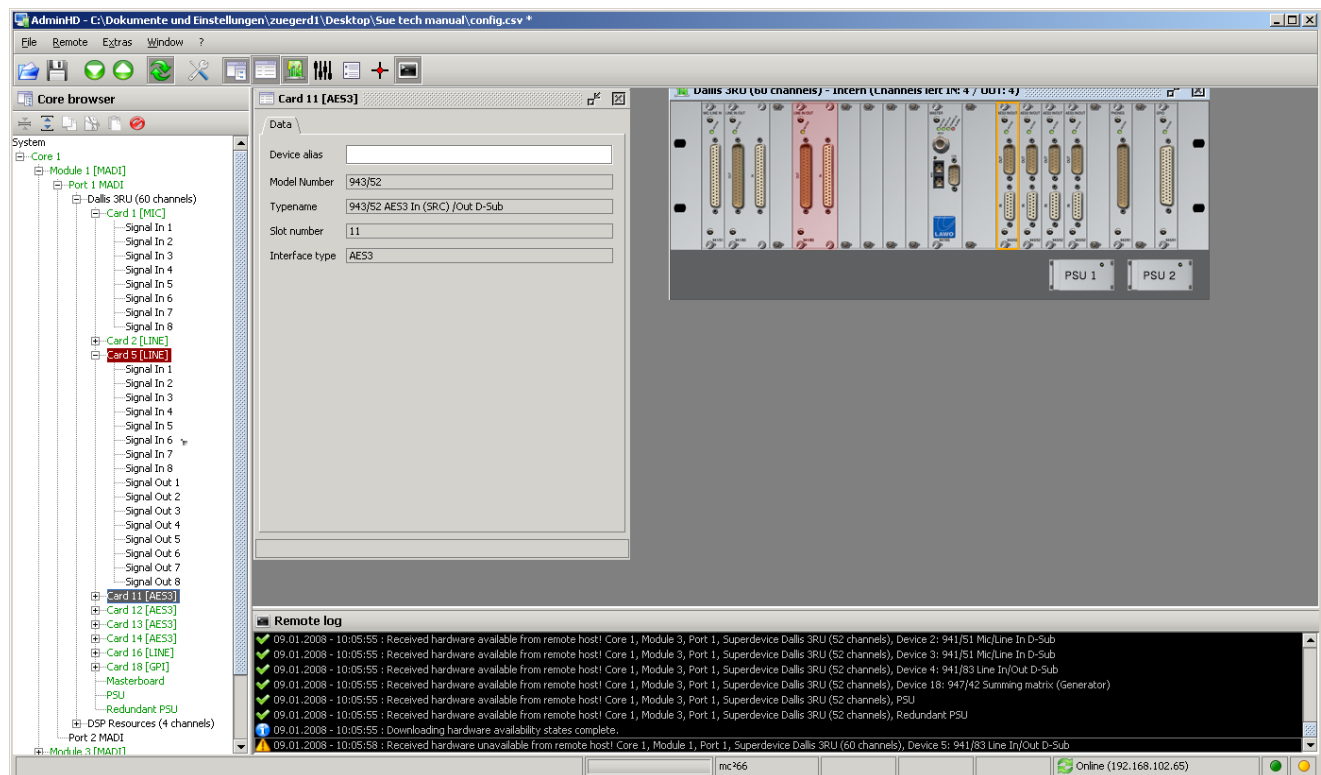 AdminHD - C:\Dokumente und Einstellungen\zuegerd1\Desktop\Sue tech manual\config.csv *
File Remote Extras Window ?
Core browser
System
Core 1
Module 1 [MADI]
Port 1 MADI
Dallis 3RU (60 channels)
Card 1 [MIC]
Signal In 1
Signal In 2
Signal In 3
Signal In 4
Signal In 5
Signal In 6
Signal In 7
Signal In 8
Card 2 [LINE]
Card 5 [LINE]
Signal In 1
Signal In 2
Signal In 3
Signal In 4
Signal In 5
Signal In 6
Signal In 7
Signal In 8
Signal Out 1
Signal Out 2
Signal Out 3
Signal Out 4
Signal Out 5
Signal Out 6
Signal Out 7
Signal Out 8
Card 11 [AES3]
Card 12 [AES3]
Card 13 [AES3]
Card 14 [AES3]
Card 16 [LINE]
Card 18 [GPI]
Masterboard
PSU
Redundant PSU
DSP Resources (4 channels)
Port 2 MADI
Module 3 [MADI]
Card 11 [AES3]
Data
Device alias
Model Number 943/52
Typename 943/52 AES3 In (SRC) /Out D-Sub
Slot number 11
Interface type AES3
Dallis 3RU (60 channels) - Intern (Channels left IN: 4 / OUT: 4)
LAWO
PSU 1 PSU 2
Remote log
09.01.2008 - 10:05:55 : Received hardware available from remote host! Core 1, Module 3, Port 1, Superdevice Dallis 3RU (52 channels), Device 2: 941/51 Mic/Line In D-Sub
09.01.2008 - 10:05:55 : Received hardware available from remote host! Core 1, Module 3, Port 1, Superdevice Dallis 3RU (52 channels), Device 3: 941/51 Mic/Line In D-Sub
09.01.2008 - 10:05:55 : Received hardware available from remote host! Core 1, Module 3, Port 1, Superdevice Dallis 3RU (52 channels), Device 4: 941/83 Line In/Out D-Sub
09.01.2008 - 10:05:55 : Received hardware available from remote host! Core 1, Module 3, Port 1, Superdevice Dallis 3RU (52 channels), Device 18: 947/42 Summing matrix (Generator)
09.01.2008 - 10:05:55 : Received hardware available from remote host! Core 1, Module 3, Port 1, Superdevice Dallis 3RU (52 channels), PSU
09.01.2008 - 10:05:55 : Received hardware available from remote host! Core 1, Module 3, Port 1, Superdevice Dallis 3RU (52 channels), Redundant PSU
09.01.2008 - 10:05:55 : Downloading hardware availability states complete.
09.01.2008 - 10:05:58 : Received hardware unavailable from remote host! Core 1, Module 1, Port 1, Superdevice Dallis 3RU (60 channels), Device 5: 941/83 Line In/Out D-Sub
mc²66
Online (192.168.102.65)